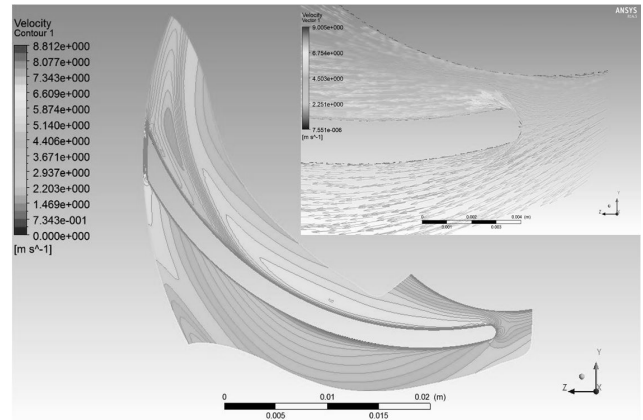 Velocity
Contour 1
8.812e+000
8.077e+000
7.343e+000
6.609e+000
5.874e+000
5.140e+000
4.406e+000
3.671e+000
2.937e+000
2.203e+000
1.469e+000
7.343e-001
0.000e+000
[m s^-1]
Velocity
Vector 1
9.005e+000
6.754e+000
4.503e+000
2.251e+000
7.551e-006
[m s^-1]
ANSYS
0 0.002 0.004 (m)
0.001 0.003
Y
Z
0 0.01 0.02 (m)
0.005 0.015
Y
Z X